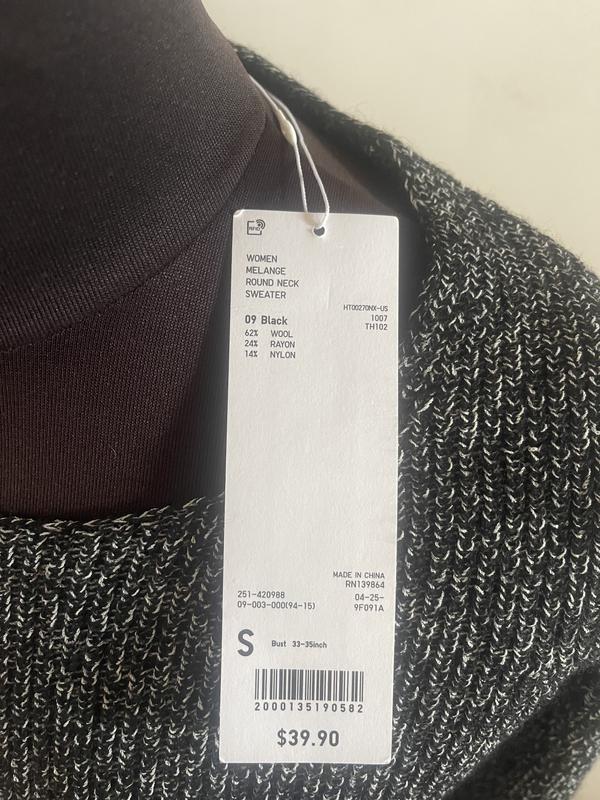 RFID
WOMEN
MELANGE
ROUND NECK
SWEATER
HT00270NX-US
1007
TH102
09 Black
62% WOOL
24% RAYON
14% NYLON
MADE IN CHINA
RN139864
251-420988 04-25-
09-003-000(94-15) 9F091A
S Bust 33-35inch
2000135190582
$39.90